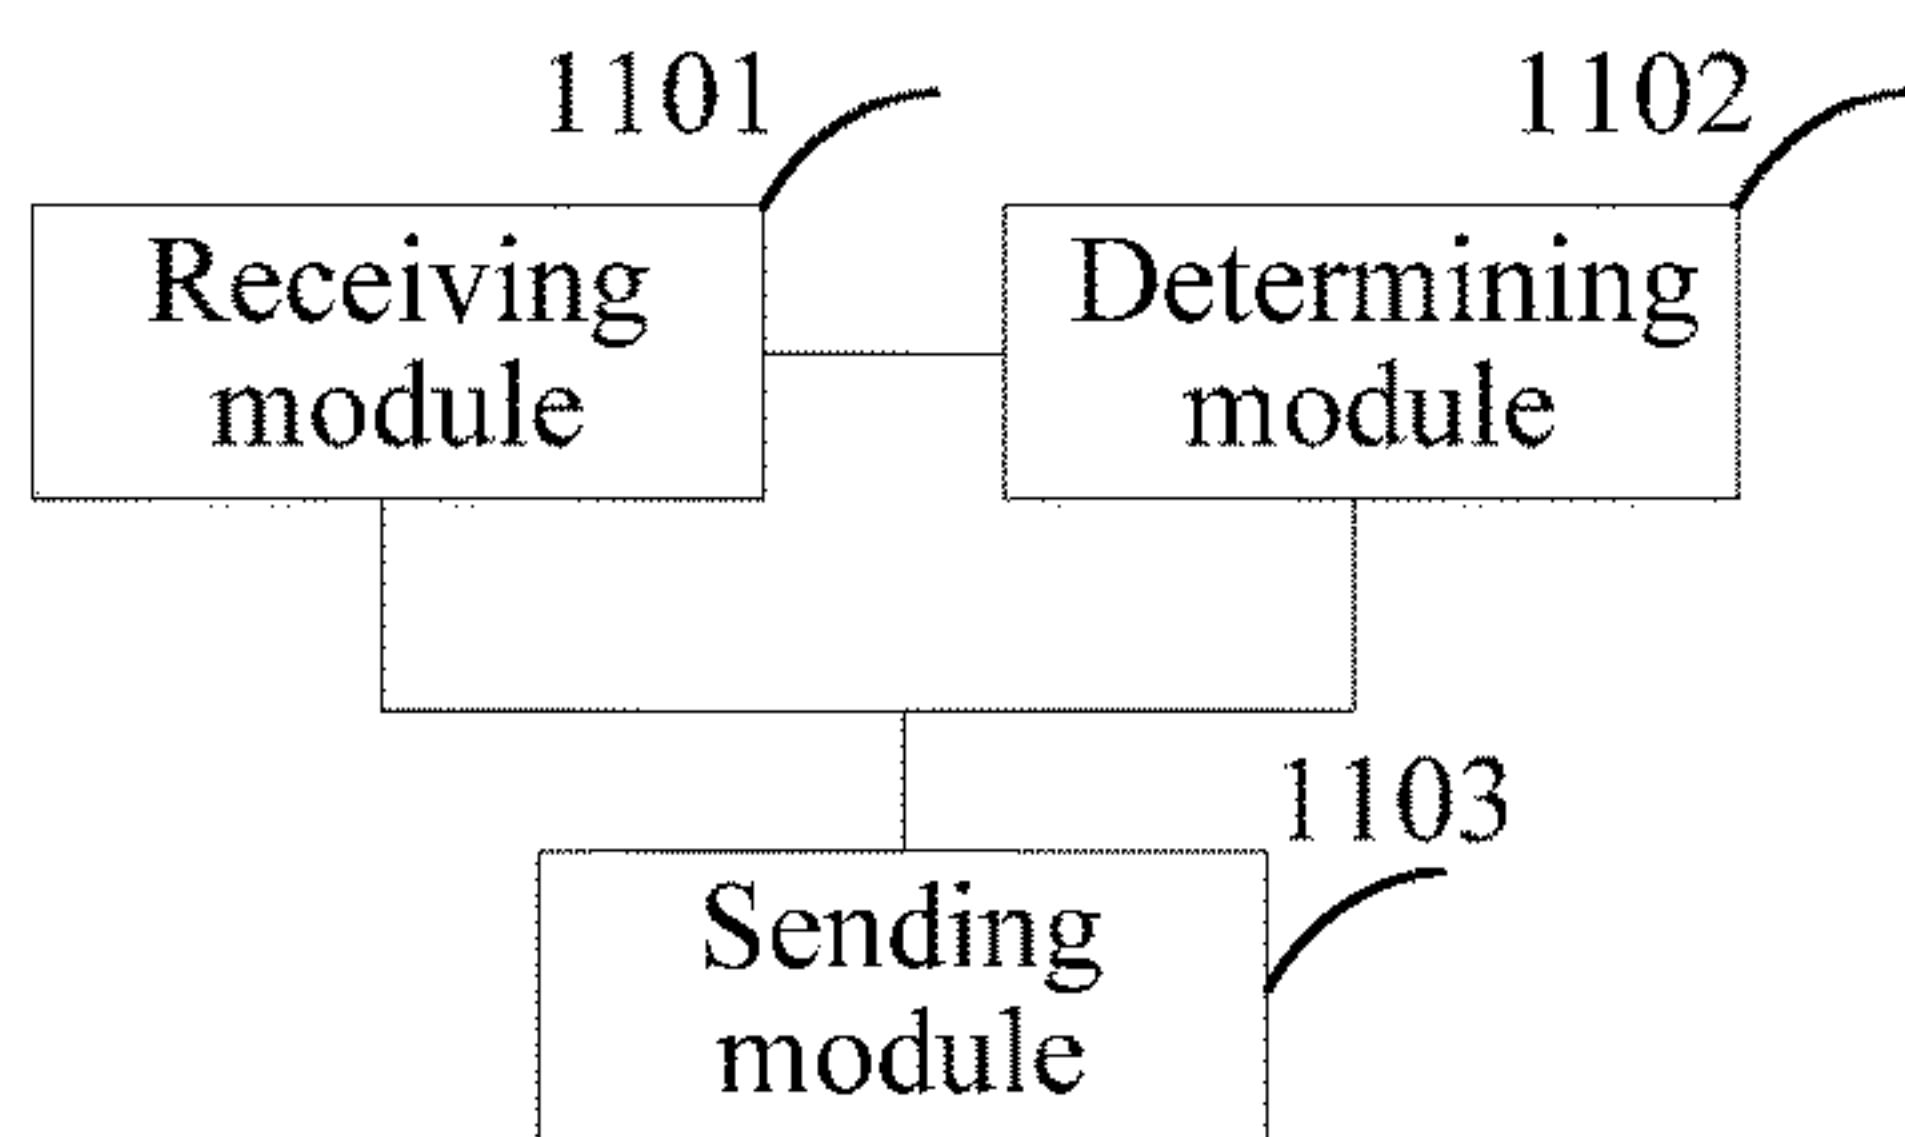 1101
1102
Receiving
module
Determining
module
1103
Sending
module